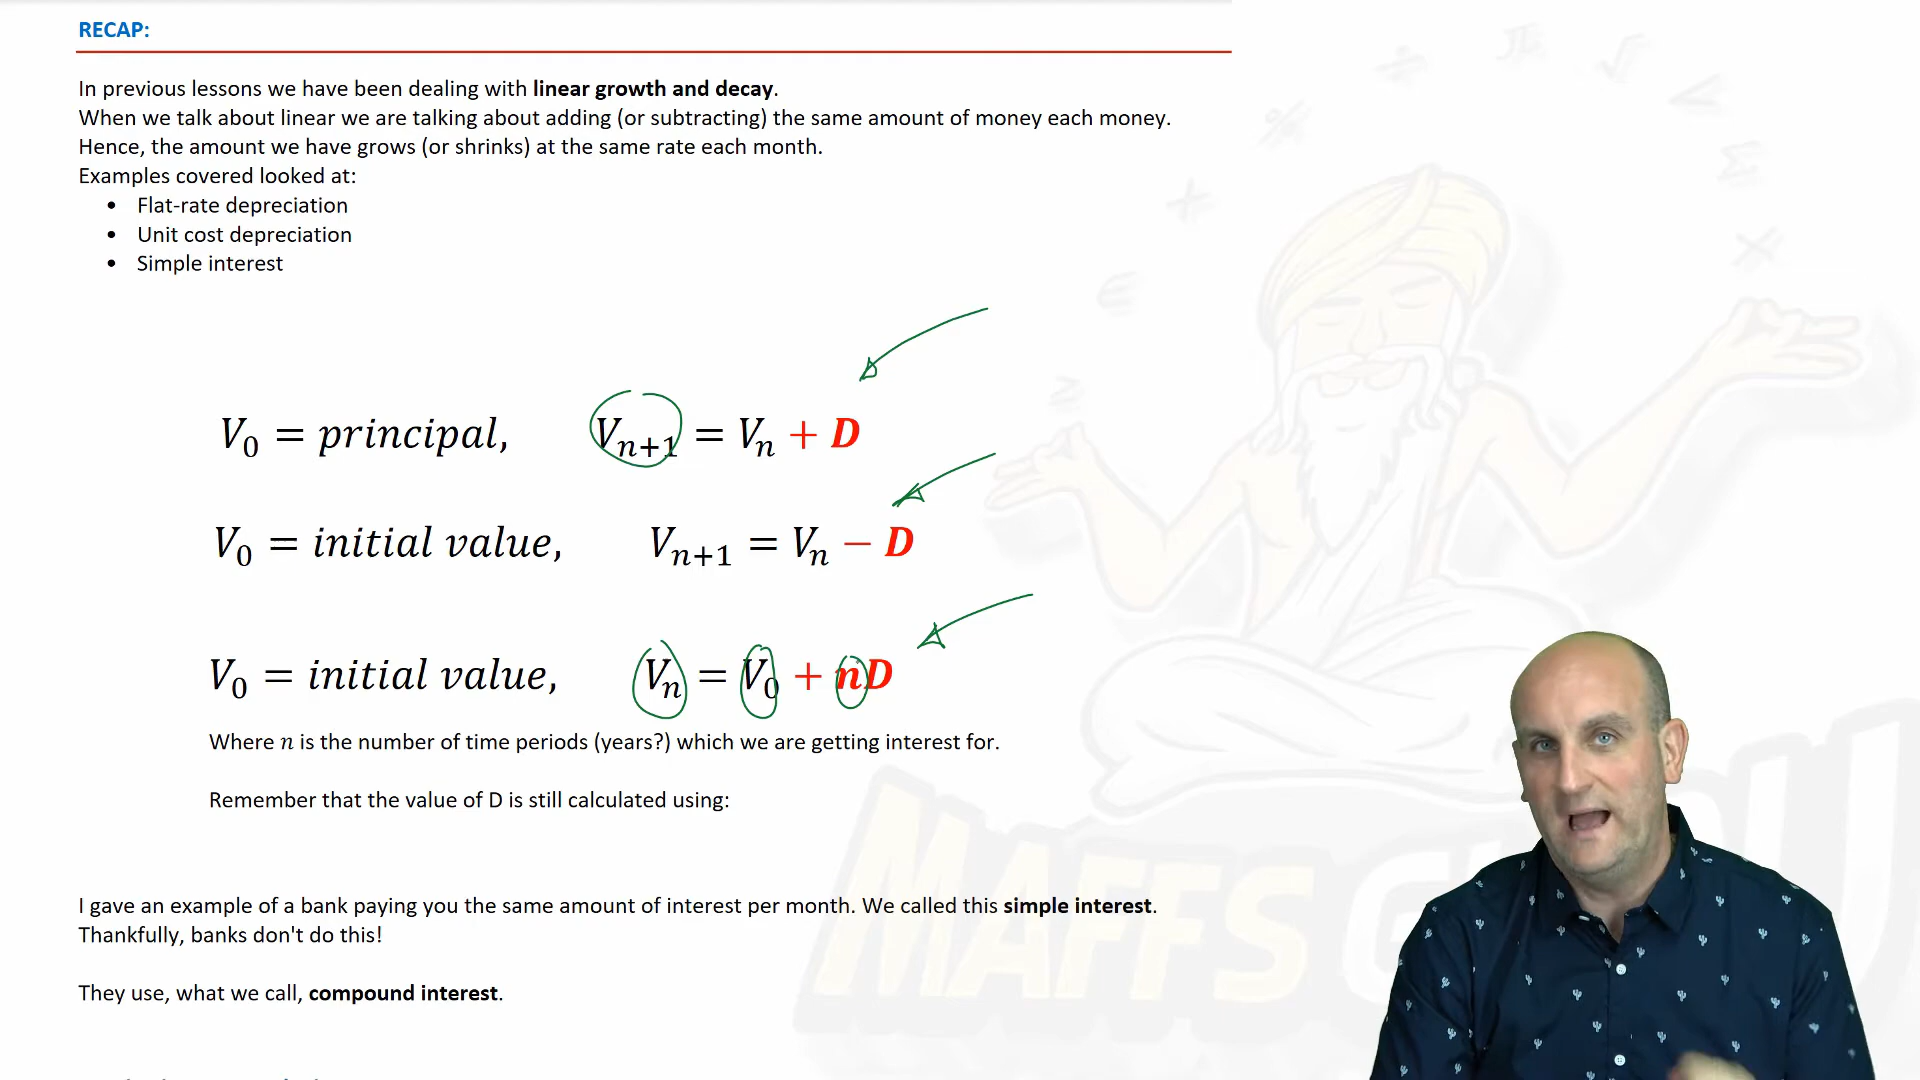 RECAP:
In previous lessons we have been dealing with linear growth and decay.
When we talk about linear we are talking about adding (or subtracting) the same amount of money each money.
Hence, the amount we have grows (or shrinks) at the same rate each month.
Examples covered looked at:
• Flat-rate depreciation
• Unit cost depreciation
• Simple interest
V₀ = principal, Vₙ₊₁ = Vₙ + D
V₀ = initial value, Vₙ₊₁ = Vₙ − D
V₀ = initial value, Vₙ = V₀ + nD
Where n is the number of time periods (years?) which we are getting interest for.
Remember that the value of D is still calculated using:
I gave an example of a bank paying you the same amount of interest per month. We called this simple interest.
Thankfully, banks don't do this!
They use, what we call, compound interest.
MAFFS G